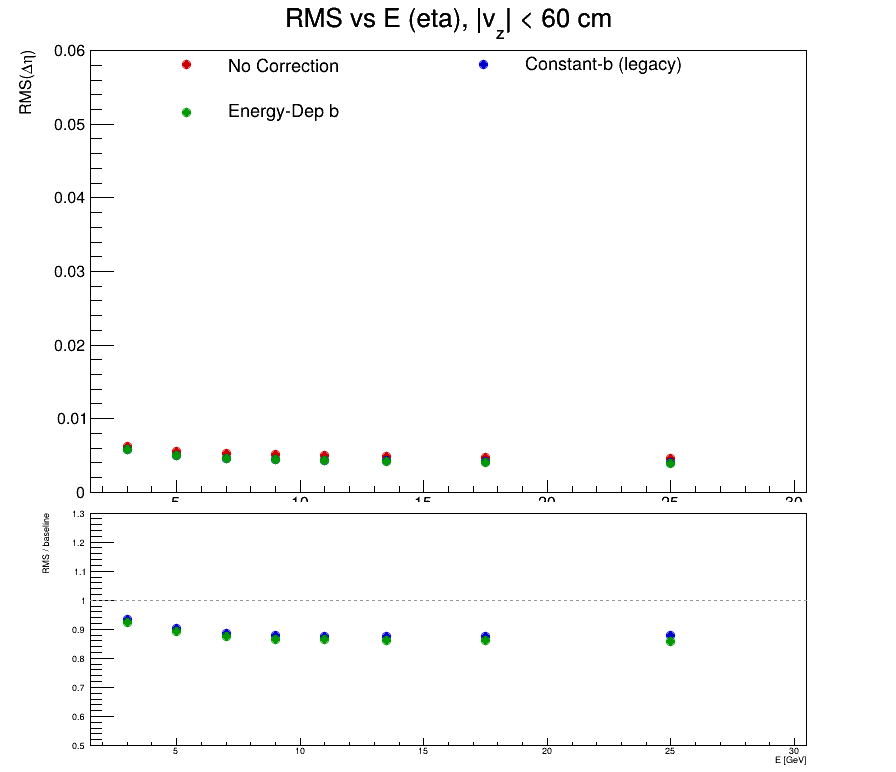 RMS vs E (eta), |v_z| < 60 cm
RMS(Δη)
0.06
No Correction
Constant-b (legacy)
Energy-Dep b
0.05
0.04
0.03
0.02
0.01
0
5 10 15 20 25 30
RMS / baseline
1.3
1.2
1.1
1
0.9
0.8
0.7
0.6
0.5
5 10 15 20 25 30
E [GeV]